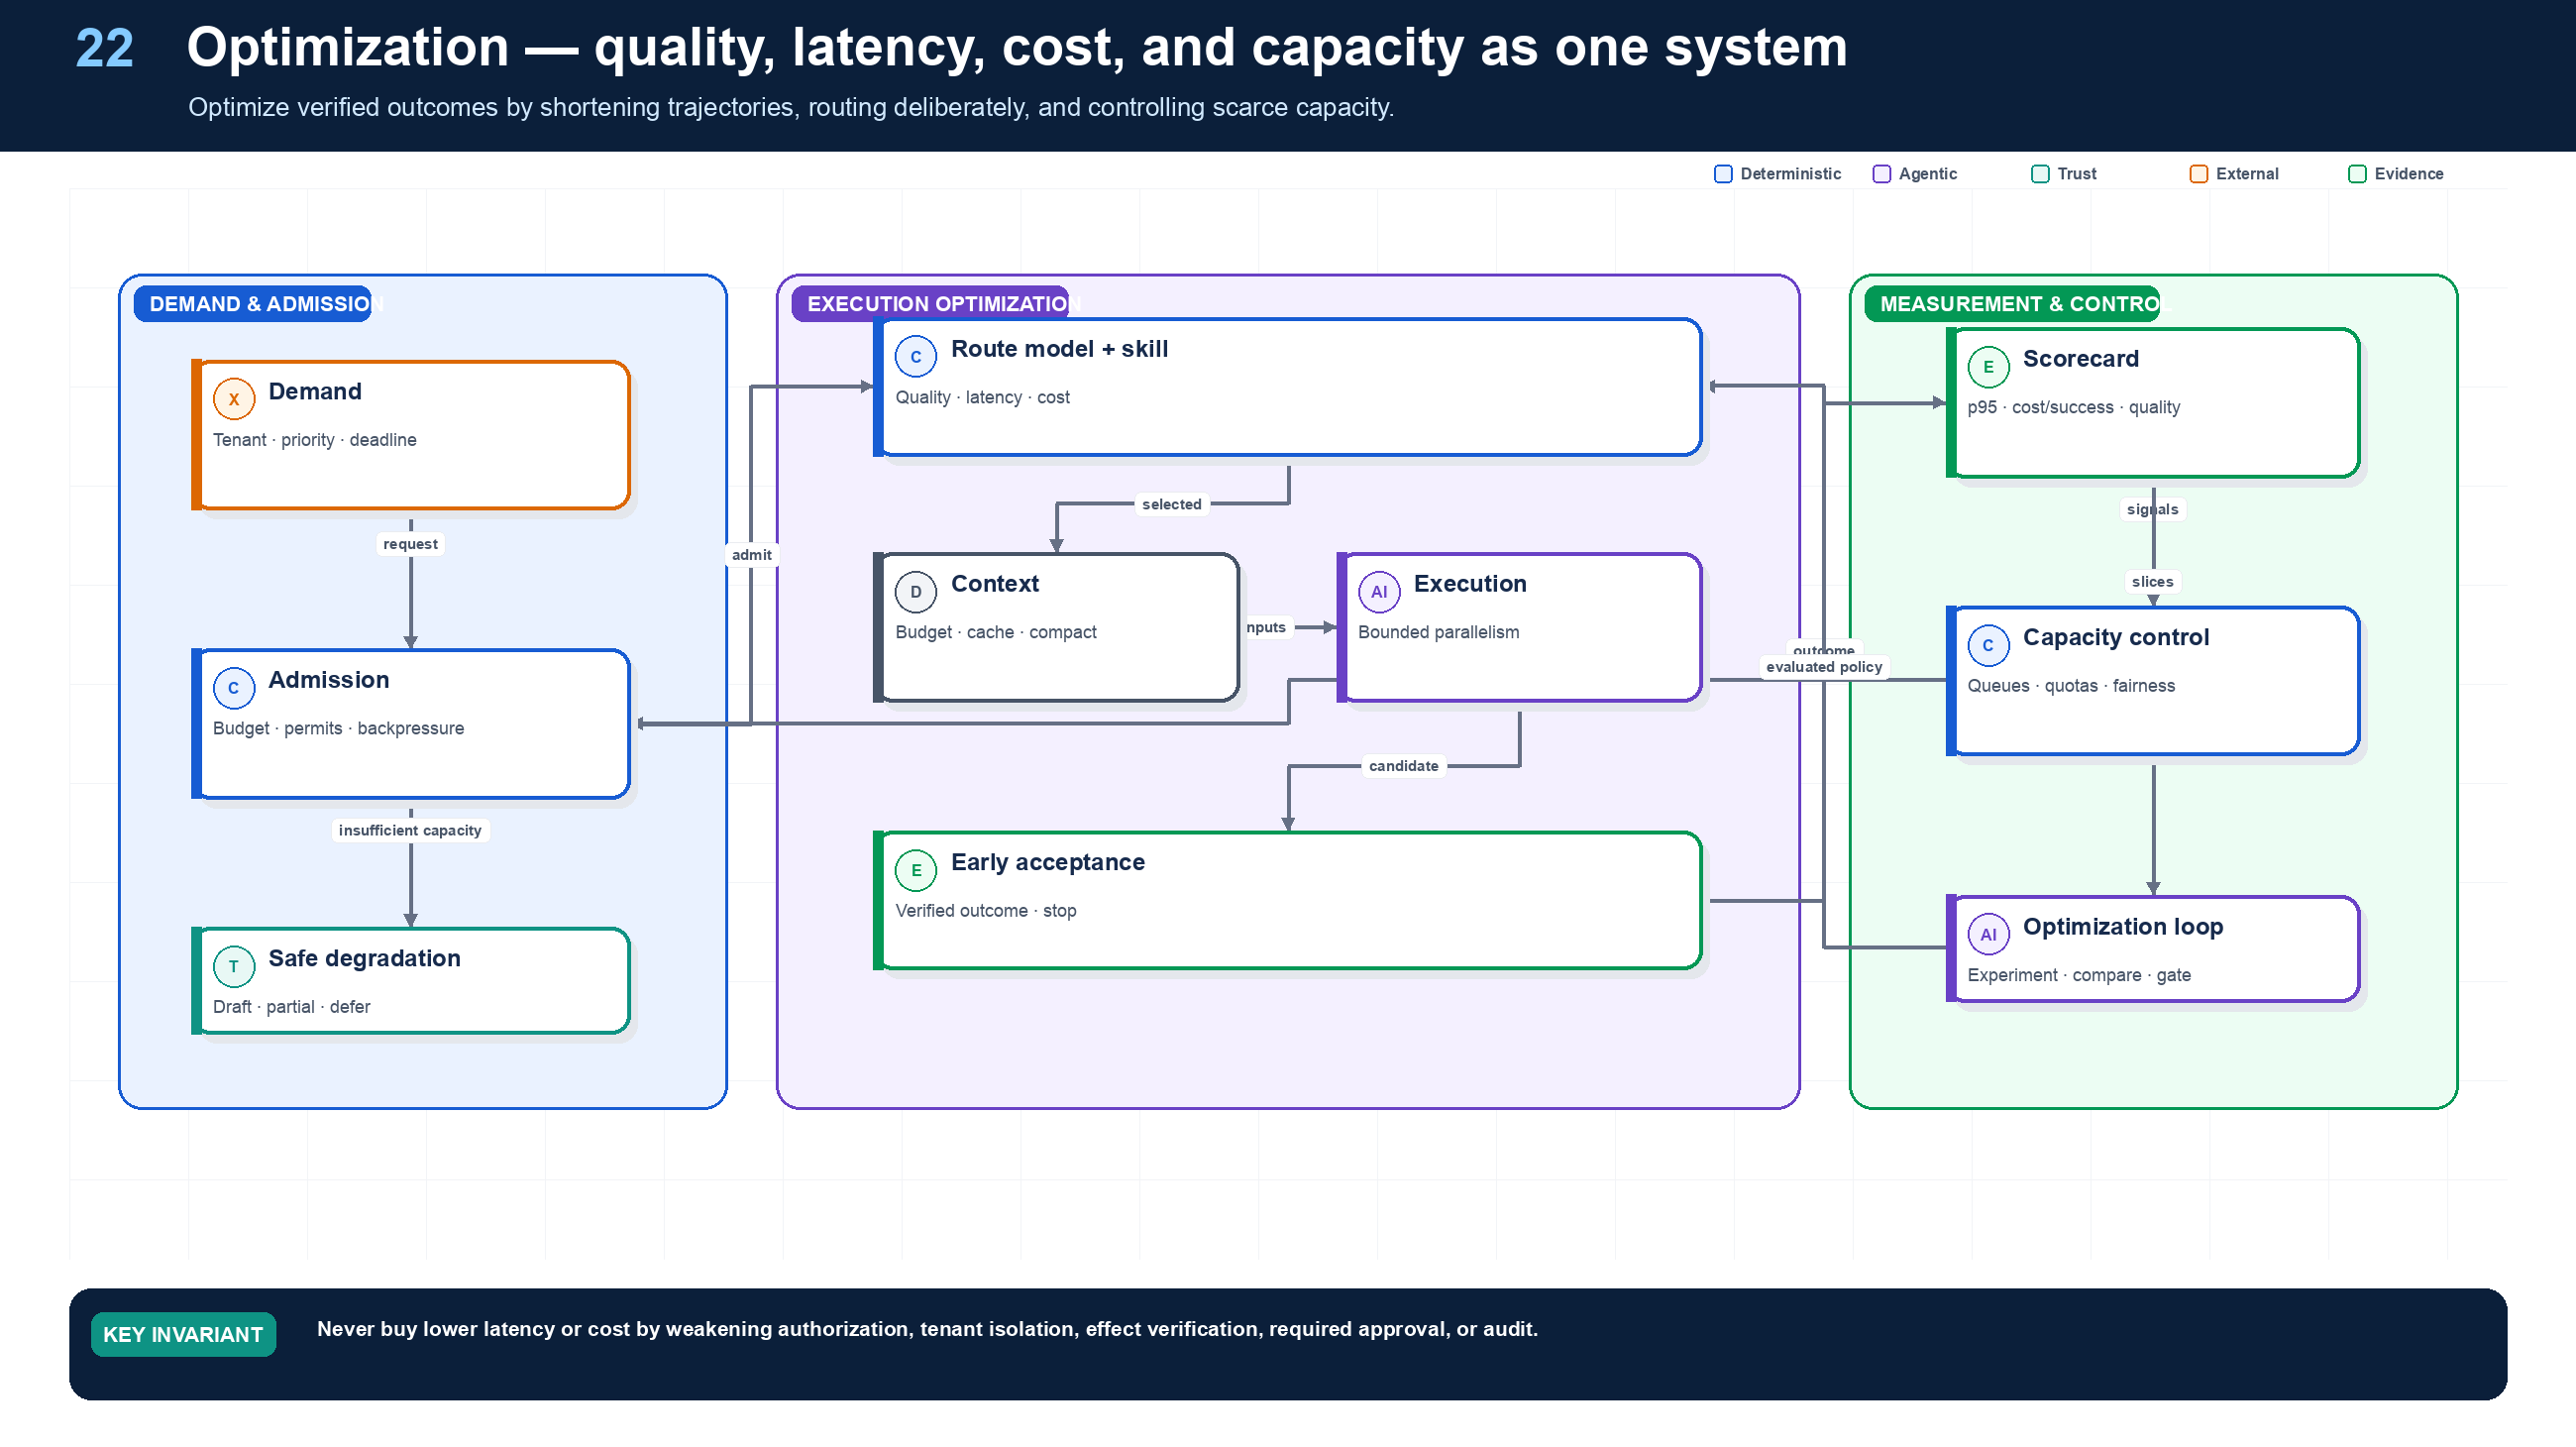 22
Optimization — quality, latency, cost, and capacity as one system
Optimize verified outcomes by shortening trajectories, routing deliberately, and controlling scarce capacity.
Deterministic
Agentic
Trust
External
Evidence
DEMAND & ADMISSION
X
Demand
Tenant · priority · deadline
request
C
Admission
Budget · permits · backpressure
insufficient capacity
T
Safe degradation
Draft · partial · defer
admit
EXECUTION OPTIMIZATION
C
Route model + skill
Quality · latency · cost
selected
D
Context
Budget · cache · compact
nputs
AI
Execution
Bounded parallelism
candidate
E
Early acceptance
Verified outcome · stop
outcome
evaluated policy
MEASUREMENT & CONTROL
E
Scorecard
p95 · cost/success · quality
signals
slices
C
Capacity control
Queues · quotas · fairness
AI
Optimization loop
Experiment · compare · gate
KEY INVARIANT
Never buy lower latency or cost by weakening authorization, tenant isolation, effect verification, required approval, or audit.